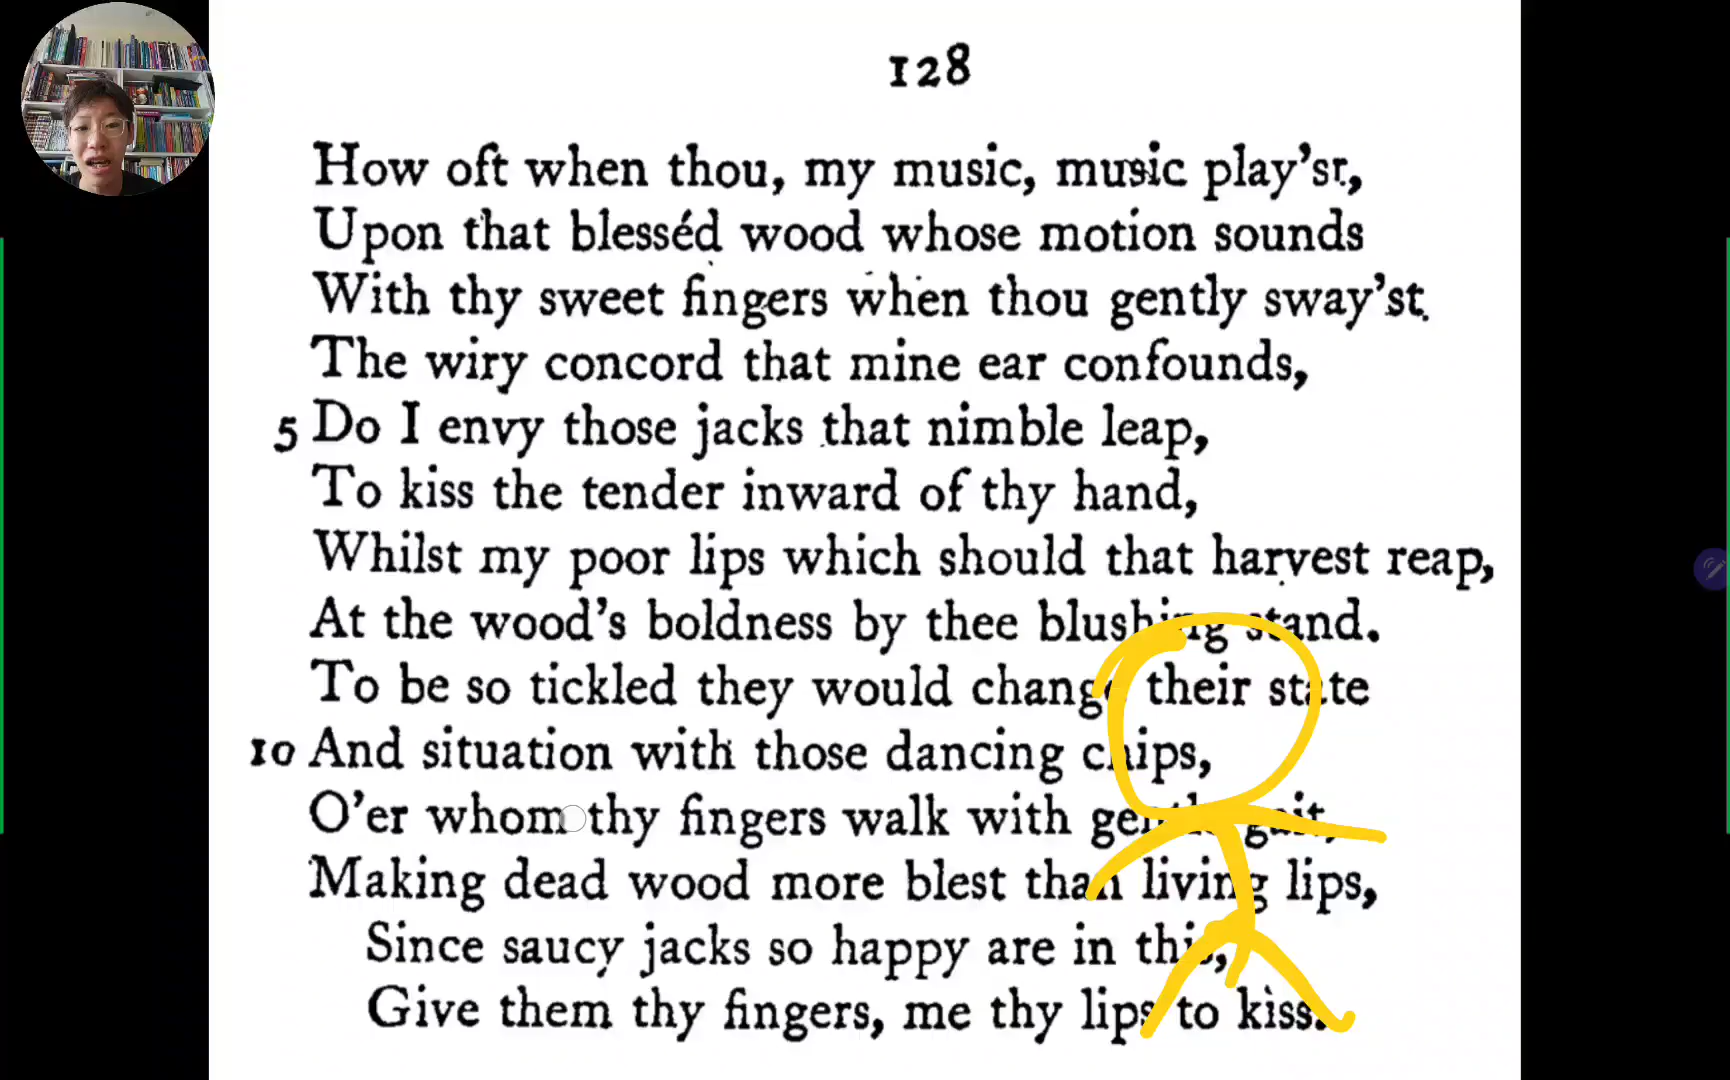 128
How oft when thou, my music, music play'st,
Upon that blesséd wood whose motion sounds
With thy sweet fingers when thou gently sway'st
The wiry concord that mine ear confounds,
5 Do I envy those jacks that nimble leap,
To kiss the tender inward of thy hand,
Whilst my poor lips which should that harvest reap,
At the wood's boldness by thee blushing stand.
To be so tickled they would change their state
10 And situation with those dancing chips,
O'er whom thy fingers walk with gentle gait,
Making dead wood more blest than living lips,
Since saucy jacks so happy are in this,
Give them thy fingers, me thy lips to kiss.